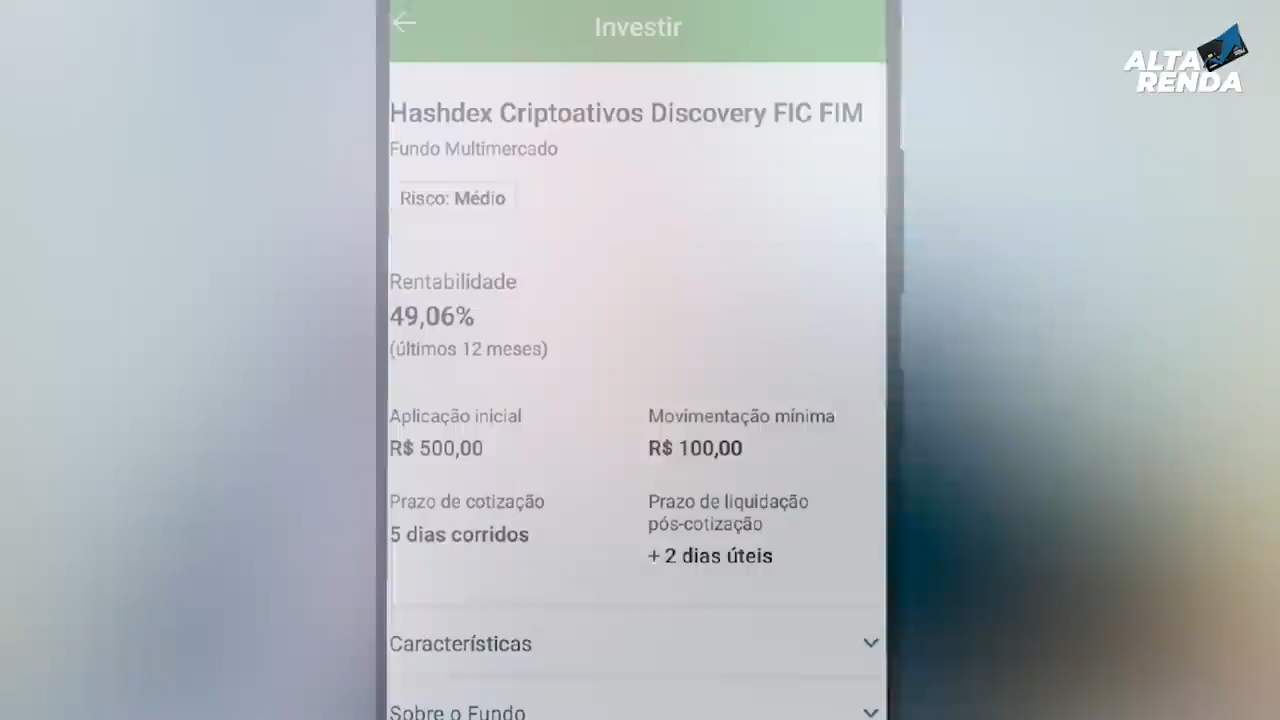 Investir
ALTA
RENDA
Hashdex Criptoativos Discovery FIC FIM
Fundo Multimercado
Risco: Médio
Rentabilidade
49,06%
(últimos 12 meses)
Aplicação inicial
Movimentação mínima
R$ 500,00
R$ 100,00
Prazo de cotização
Prazo de liquidação
pós-cotização
5 dias corridos
+ 2 dias úteis
Características
Sobre o Fundo